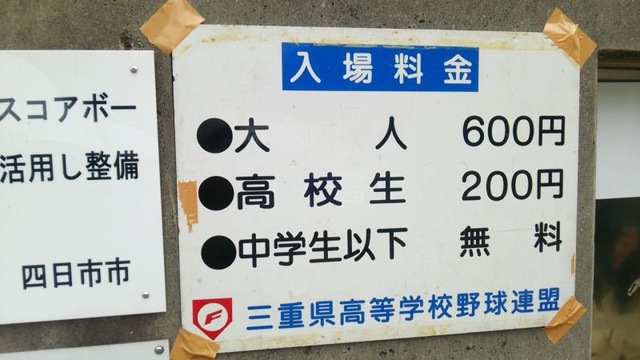 スコアボー
活用し整備
四日市市
入場料金
●大人 600円
●高校生 200円
●中学生以下 無料
F 三重県高等学校野球連盟